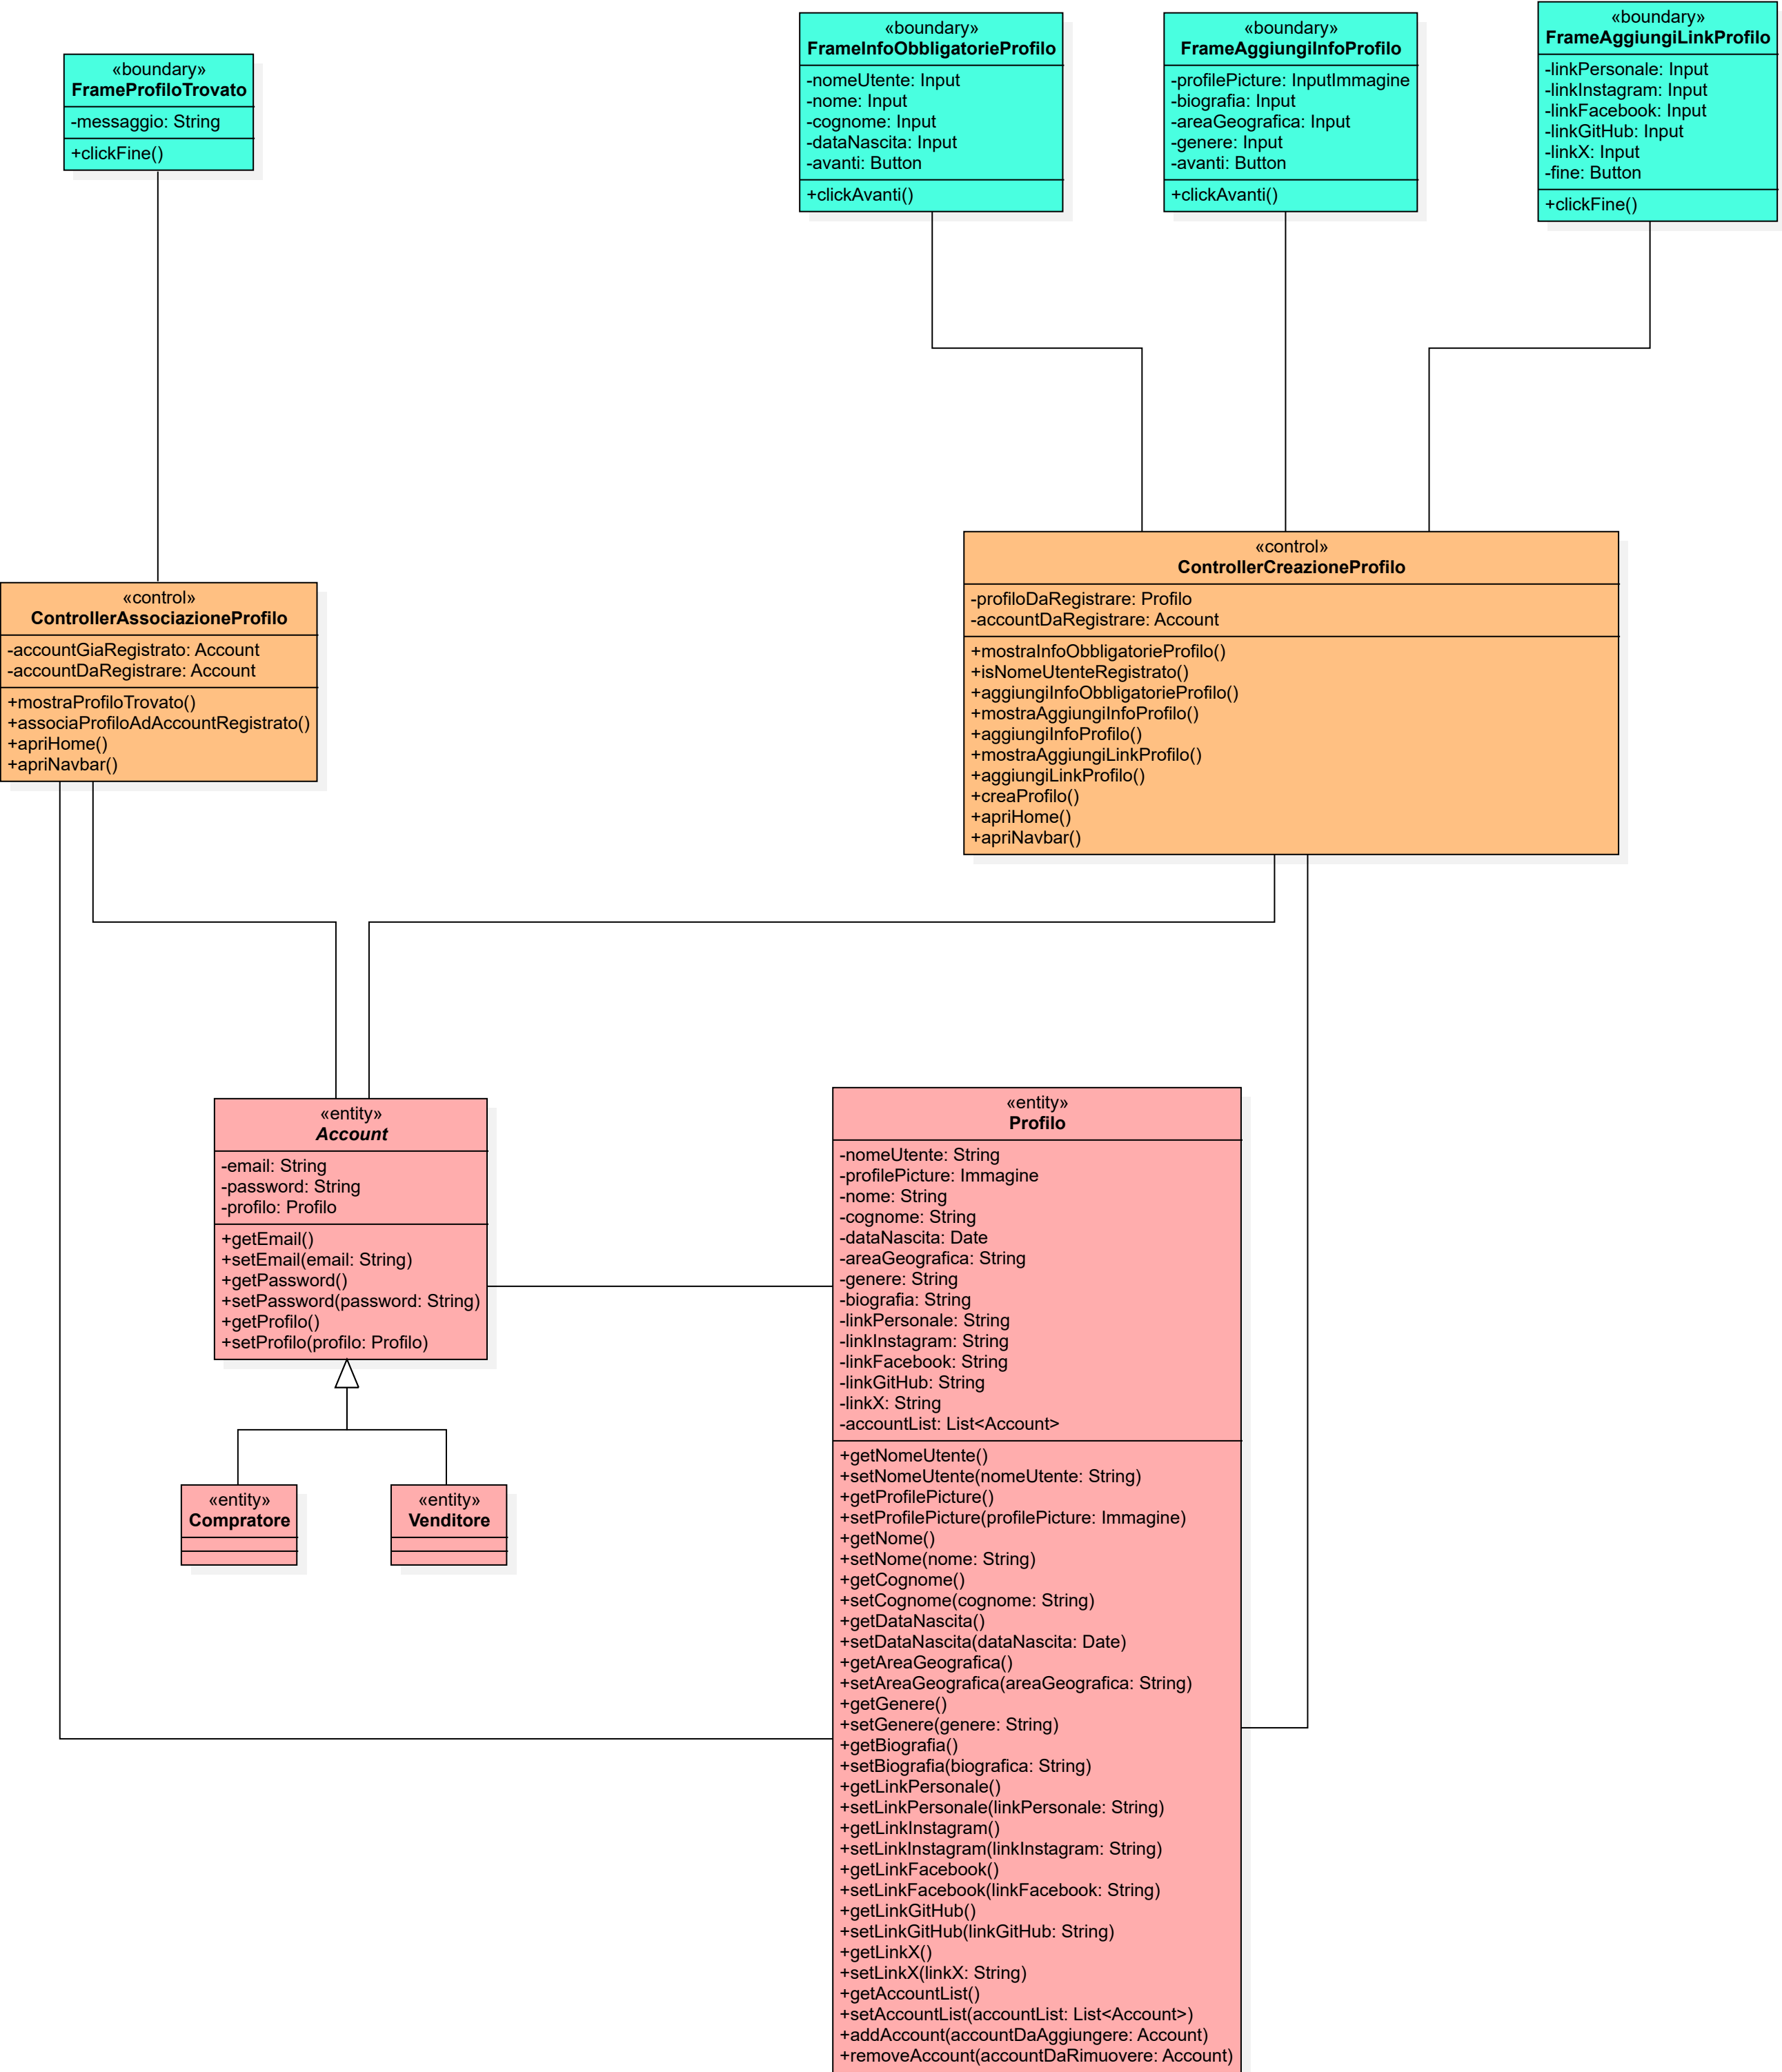 «boundary»
FrameProfiloTrovato
-messaggio: String
+clickFine()
«boundary»
FrameInfoObbligatorieProfilo
-nomeUtente: Input
-nome: Input
-cognome: Input
-dataNascita: Input
-avanti: Button
+clickAvanti()
«boundary»
FrameAggiungiInfoProfilo
-profilePicture: InputImmagine
-biografia: Input
-areaGeografica: Input
-genere: Input
-avanti: Button
+clickAvanti()
«boundary»
FrameAggiungiLinkProfilo
-linkPersonale: Input
-linkInstagram: Input
-linkFacebook: Input
-linkGitHub: Input
-linkX: Input
-fine: Button
+clickFine()
«control»
ControllerAssociazioneProfilo
-accountGiaRegistrato: Account
-accountDaRegistrare: Account
+mostraProfiloTrovato()
+associaProfiloAdAccountRegistrato()
+apriHome()
+apriNavbar()
«control»
ControllerCreazioneProfilo
-profiloDaRegistrare: Profilo
-accountDaRegistrare: Account
+mostraInfoObbligatorieProfilo()
+isNomeUtenteRegistrato()
+aggiungiInfoObbligatorieProfilo()
+mostraAggiungiInfoProfilo()
+aggiungiInfoProfilo()
+mostraAggiungiLinkProfilo()
+aggiungiLinkProfilo()
+creaProfilo()
+apriHome()
+apriNavbar()
«entity»
Account
-email: String
-password: String
-profilo: Profilo
+getEmail()
+setEmail(email: String)
+getPassword()
+setPassword(password: String)
+getProfilo()
+setProfilo(profilo: Profilo)
«entity»
Compratore
«entity»
Venditore
«entity»
Profilo
-nomeUtente: String
-profilePicture: Immagine
-nome: String
-cognome: String
-dataNascita: Date
-areaGeografica: String
-genere: String
-biografia: String
-linkPersonale: String
-linkInstagram: String
-linkFacebook: String
-linkGitHub: String
-linkX: String
-accountList: List<Account>
+getNomeUtente()
+setNomeUtente(nomeUtente: String)
+getProfilePicture()
+setProfilePicture(profilePicture: Immagine)
+getNome()
+setNome(nome: String)
+getCognome()
+setCognome(cognome: String)
+getDataNascita()
+setDataNascita(dataNascita: Date)
+getAreaGeografica()
+setAreaGeografica(areaGeografica: String)
+getGenere()
+setGenere(genere: String)
+getBiografia()
+setBiografia(biografica: String)
+getLinkPersonale()
+setLinkPersonale(linkPersonale: String)
+getLinkInstagram()
+setLinkInstagram(linkInstagram: String)
+getLinkFacebook()
+setLinkFacebook(linkFacebook: String)
+getLinkGitHub()
+setLinkGitHub(linkGitHub: String)
+getLinkX()
+setLinkX(linkX: String)
+getAccountList()
+setAccountList(accountList: List<Account>)
+addAccount(accountDaAggiungere: Account)
+removeAccount(accountDaRimuovere: Account)